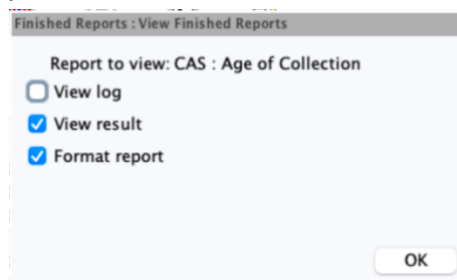 Finished Reports : View Finished Reports
Report to view: CAS : Age of Collection
View log
View result
Format report
OK